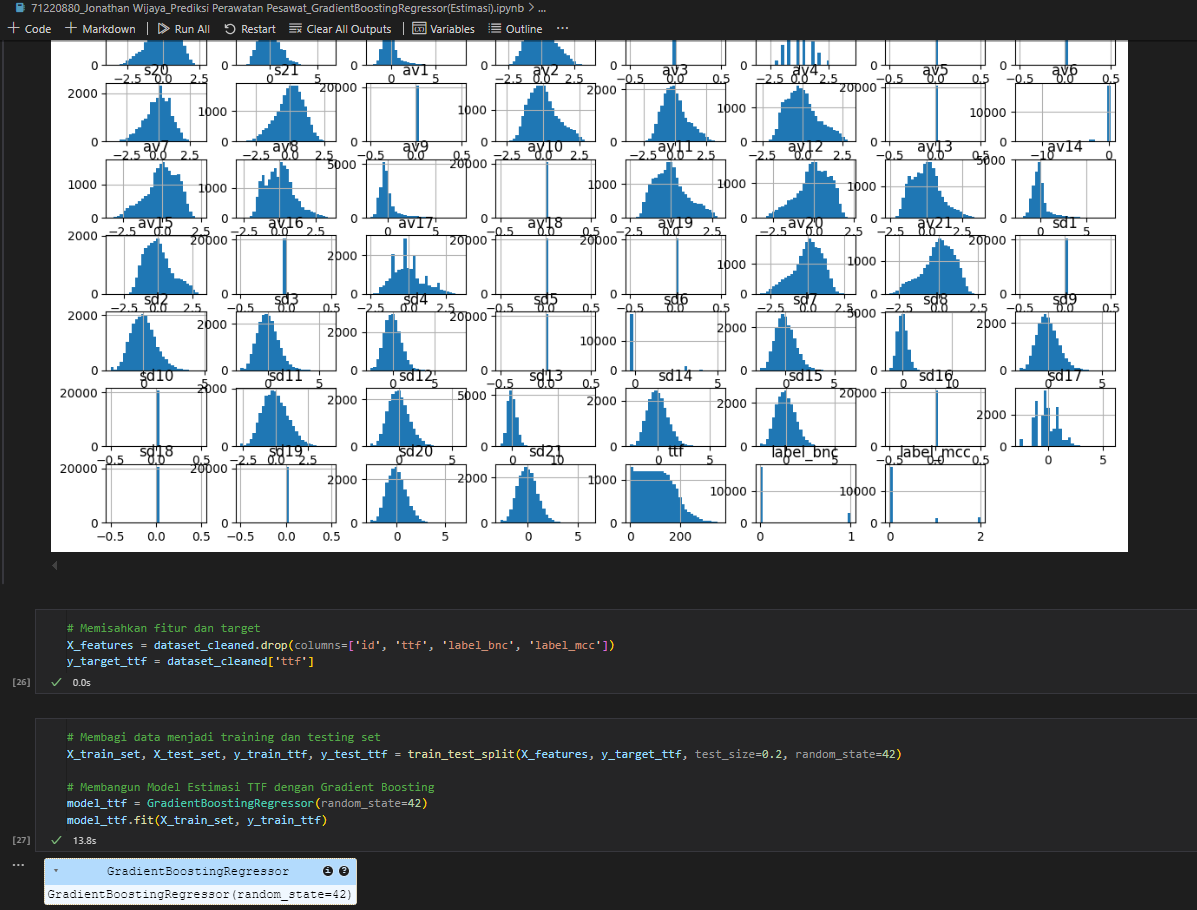 71220880_Jonathan Wijaya_Prediksi Perawatan Pesawat_GradientBoostingRegressor(Estimasi).ipynb > ...
+ Code + Markdown | Run All Restart Clear All Outputs | Variables Outline ...
0 0 0 0 0 0 0 0
−2.5 0.0 2.5 0 5 −2.5 0.0 2.5 −0.5 0.0 0.5 −2.5 0.0 2.5 −0.5 0.0 0.5 −0.5 0.0 0.5
s20 s21 av1 av2 av3 av4 av5 av6
2000 1000 20000 1000 2000 1000 20000 10000
0 0 0 0 0 0 0 0
−2.5 0.0 2.5 −2.5 0.0 2.5 −0.5 0.0 0.5 −2.5 0.0 2.5 −2.5 0.0 2.5 −2.5 0.0 2.5 −0.5 0.0 0.5 −10 0
av7 av8 av9 av10 av11 av12 av13 av14
1000 1000 5000 20000 1000 1000 1000 5000
0 0 0 0 0 0 0 0
−2.5 0.0 2.5 −2.5 0.0 2.5 0 5 −0.5 0.0 0.5 −2.5 0.0 2.5 −2.5 0.0 2.5 −2.5 0.0 2.5 0 5
av15 av16 av17 av18 av19 av20 av21 sd1
2000 20000 2000 20000 20000 1000 1000 20000
0 0 0 0 0 0 0 0
−2.5 0.0 2.5 −0.5 0.0 0.5 −2.5 0.0 2.5 −0.5 0.0 0.5 −0.5 0.0 0.5 −2.5 0.0 2.5 −2.5 0.0 2.5 −0.5 0.0 0.5
sd2 sd3 sd4 sd5 sd6 sd7 sd8 sd9
2000 2000 2000 20000 10000 2000 5000 2000
0 0 0 0 0 0 0 0
0 5 0 5 0 5 −0.5 0.0 0.5 0 5 0 5 0 10 0 5
sd10 sd11 sd12 sd13 sd14 sd15 sd16 sd17
20000 2000 2000 5000 2000 2000 20000 2000
0 0 0 0 0 0 0 0
−0.5 0.0 0.5 −2.5 0.0 2.5 0 5 0 10 0 5 0 5 −0.5 0.0 0.5 0 5
sd18 sd19 sd20 sd21 ttf label_bnc label_mcc
20000 20000 2000 2000 1000 10000 10000
0 0 0 0 0 0 0
−0.5 0.0 0.5 −0.5 0.0 0.5 0 5 0 5 0 200 0 1 0 2
# Memisahkan fitur dan target
X_features = dataset_cleaned.drop(columns=['id', 'ttf', 'label_bnc', 'label_mcc'])
y_target_ttf = dataset_cleaned['ttf']
[26] ✓ 0.0s
# Membagi data menjadi training dan testing set
X_train_set, X_test_set, y_train_ttf, y_test_ttf = train_test_split(X_features, y_target_ttf, test_size=0.2, random_state=42)
# Membangun Model Estimasi TTF dengan Gradient Boosting
model_ttf = GradientBoostingRegressor(random_state=42)
model_ttf.fit(X_train_set, y_train_ttf)
[27] ✓ 13.8s
...
GradientBoostingRegressor i ?
GradientBoostingRegressor(random_state=42)